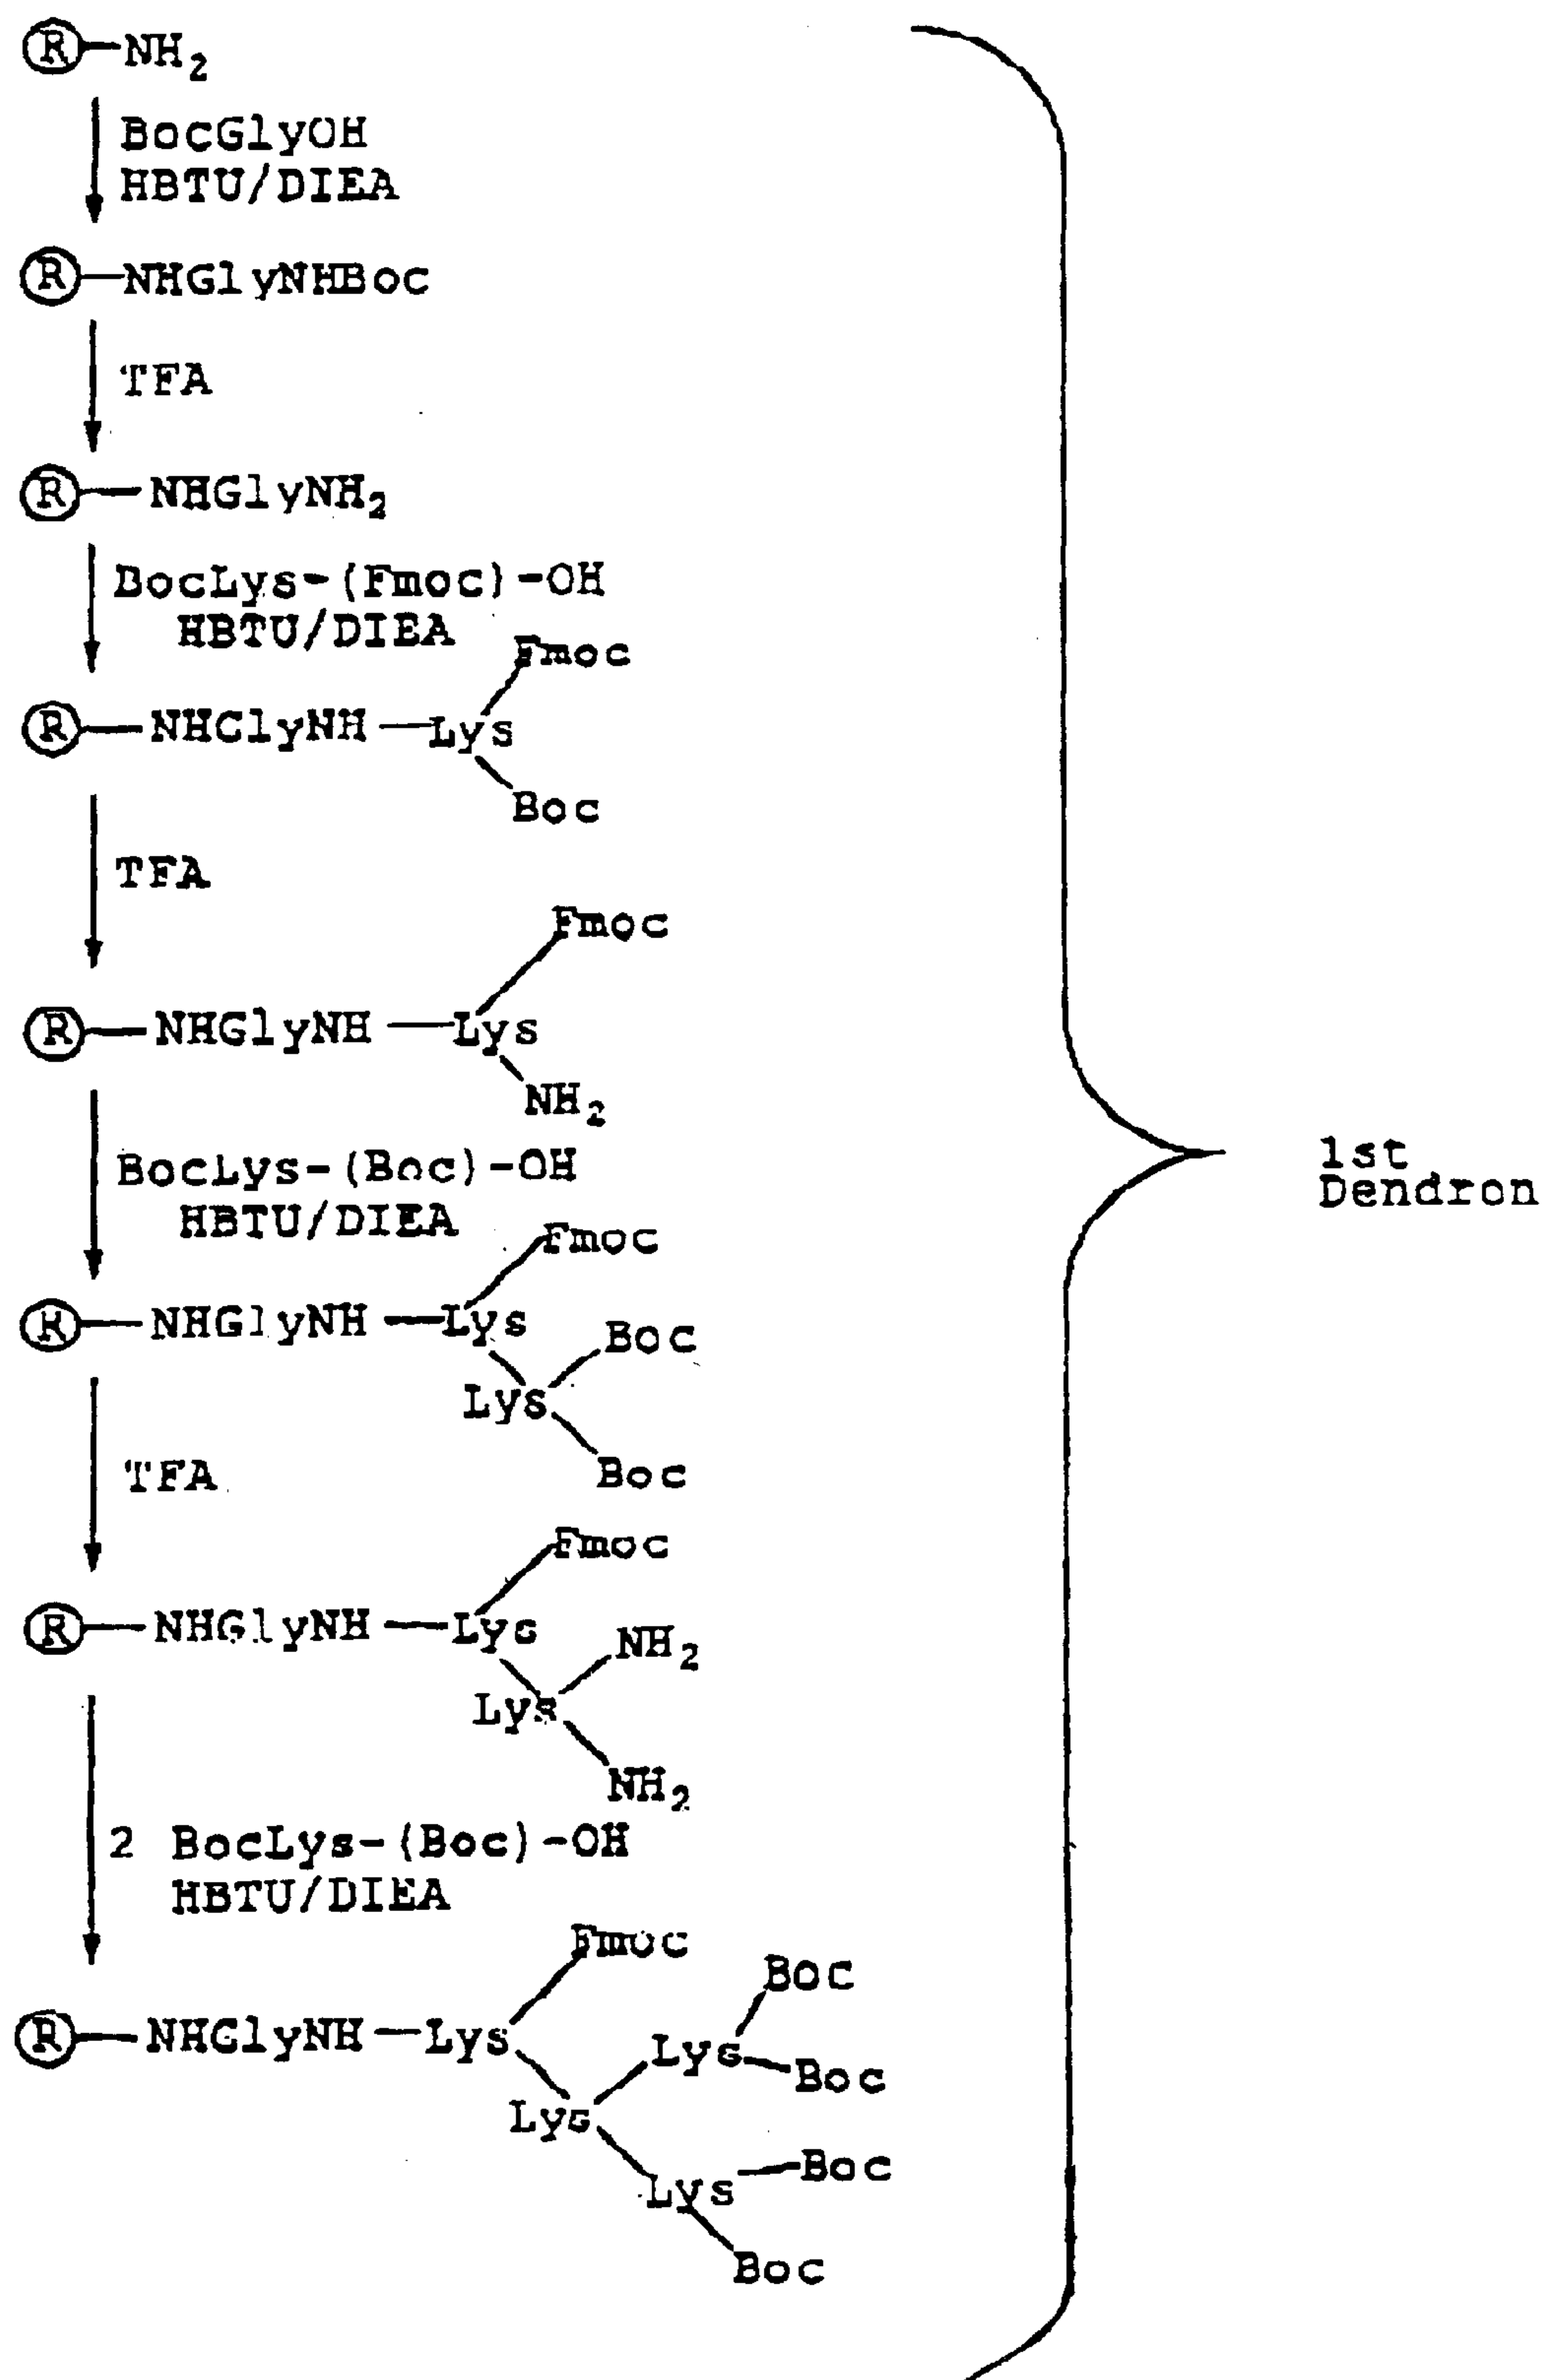 R-NH2
BocGlyOH
HBTU/DIEA
R-NHGlyNHBoc
TFA
R-NHGlyNH2
BocLys-(Fmoc)-OH
HBTU/DIEA
Fmoc
R-NHGlyNH-Lys
Boc
TFA
Fmoc
R-NHGlyNH-Lys
NH2
1st
Dendron
BocLys-(Boc)-OH
HBTU/DIEA
Fmoc
R-NHGlyNH-Lys
Boc
Lys
Boc
TFA
Fmoc
R-NHGlyNH-Lys
NH2
Lys
NH2
2 BocLys-(Boc)-OH
HBTU/DIEA
Fmoc
Boc
R-NHGlyNH-Lys
Lys-Boc
Lys
Lys-Boc
Boc